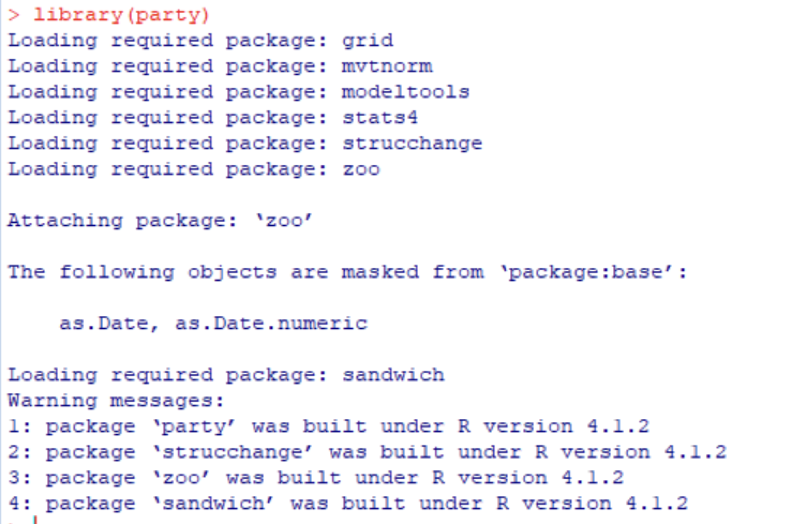 > library(party)
Loading required package: grid
Loading required package: mvtnorm
Loading required package: modeltools
Loading required package: stats4
Loading required package: strucchange
Loading required package: zoo
Attaching package: ‘zoo’
The following objects are masked from ‘package:base’:
as.Date, as.Date.numeric
Loading required package: sandwich
Warning messages:
1: package ‘party’ was built under R version 4.1.2
2: package ‘strucchange’ was built under R version 4.1.2
3: package ‘zoo’ was built under R version 4.1.2
4: package ‘sandwich’ was built under R version 4.1.2